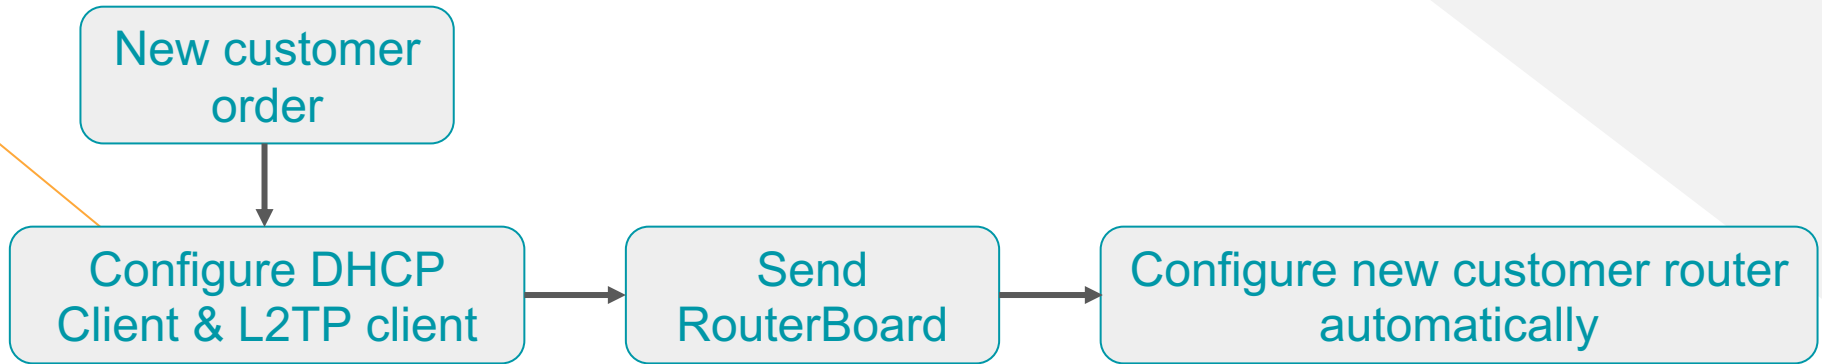 New customer
order
Configure DHCP
Client & L2TP client
Send
RouterBoard
Configure new customer router
automatically